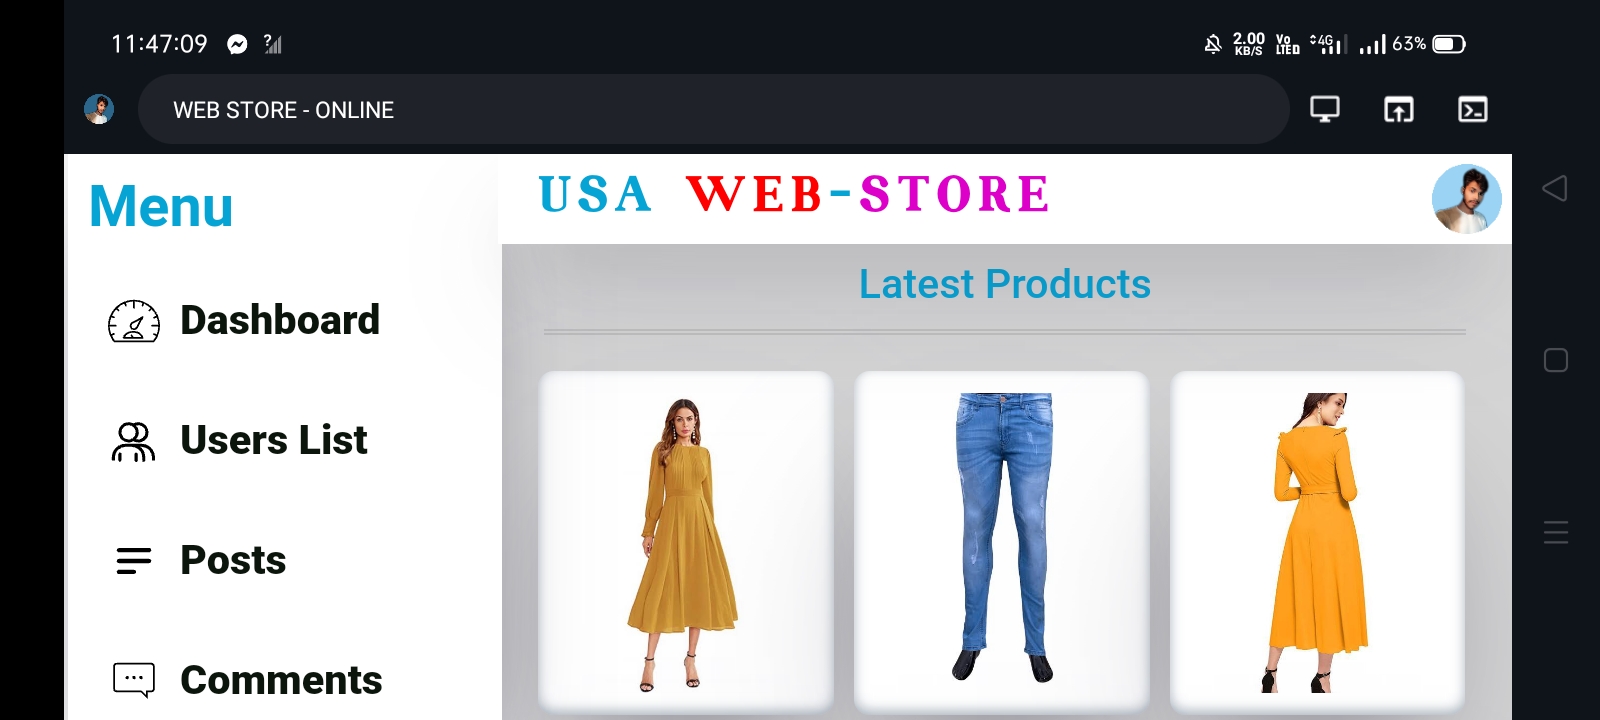 11:47:09
?
2.00 KB/S
Vo LTE
4G
63%
WEB STORE - ONLINE
Menu
USA WEB-STORE
Latest Products
Dashboard
Users List
Posts
Comments